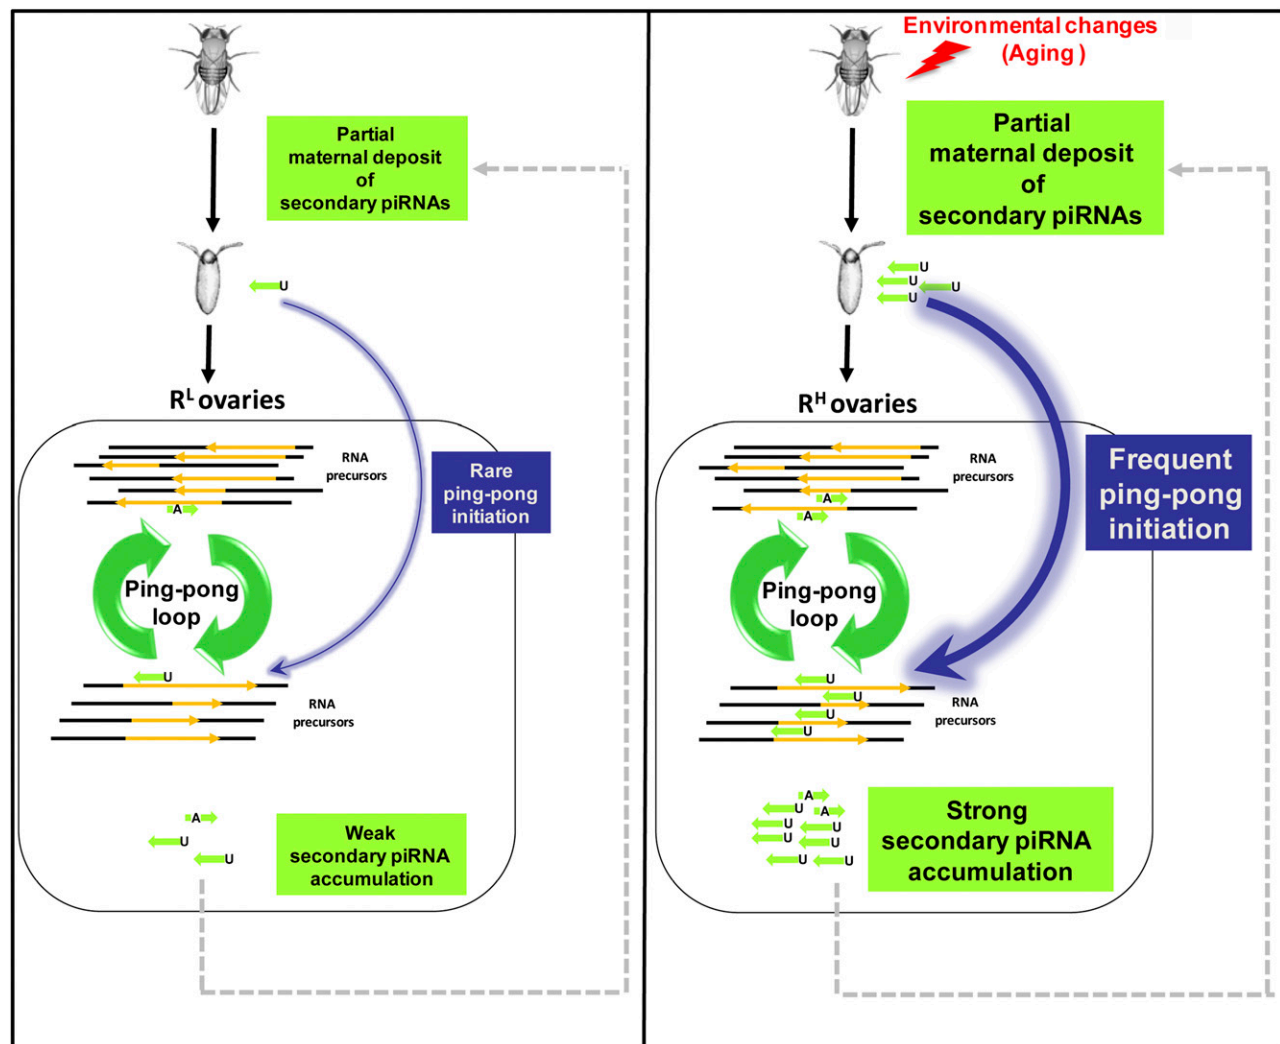 Partial
maternal deposit
of
secondary piRNAs
U
R^L ovaries
RNA
precursors
A
Rare
ping-pong
initiation
Ping-pong
loop
U
RNA
precursors
A
U
U
Weak
secondary piRNA
accumulation
Environmental changes
(Aging )
Partial
maternal deposit
of
secondary piRNAs
U
U
U
U
R^H ovaries
RNA
precursors
A
A
Frequent
ping-pong
initiation
Ping-pong
loop
U
U
U
U
RNA
precursors
A
U A
U U
U U
U U
Strong
secondary piRNA
accumulation